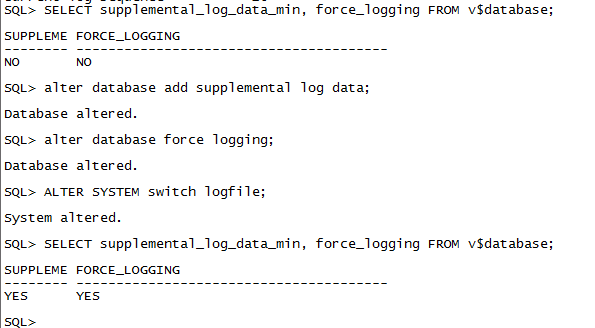 SQL> SELECT supplemental_log_data_min, force_logging FROM v$database;
SUPPLEME FORCE_LOGGING
-------- ---------------------------------------
NO       NO
SQL> alter database add supplemental log data;
Database altered.
SQL> alter database force logging;
Database altered.
SQL> ALTER SYSTEM switch logfile;
System altered.
SQL> SELECT supplemental_log_data_min, force_logging FROM v$database;
SUPPLEME FORCE_LOGGING
-------- ---------------------------------------
YES      YES
SQL>